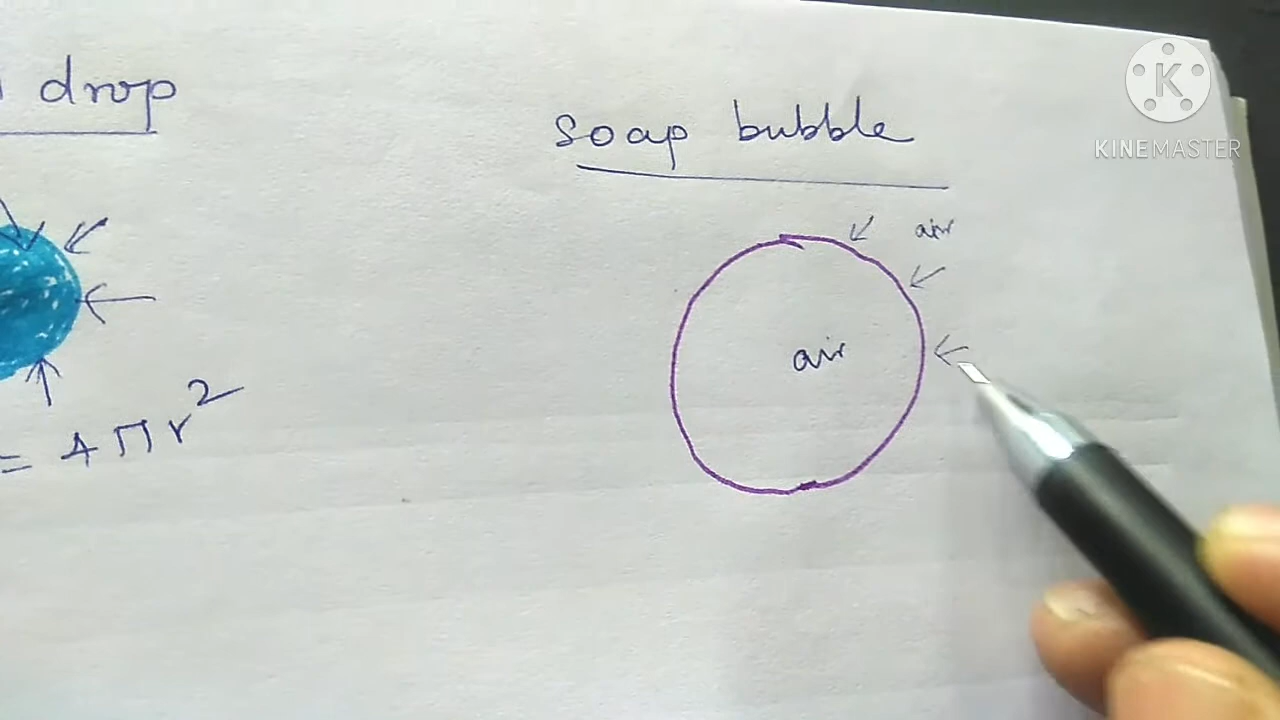 drop
soap bubble
air
air
= 4πr²
K
KINEMASTER